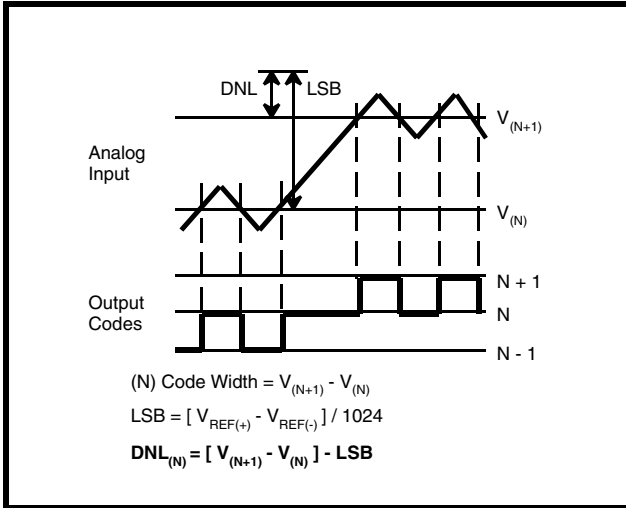 DNL LSB
V(N+1)
Analog
Input
V(N)
N + 1
Output
Codes
N
N - 1
(N) Code Width = V(N+1) - V(N)
LSB = [ VREF(+) - VREF(-) ] / 1024
DNL(N) = [ V(N+1) - V(N) ] - LSB